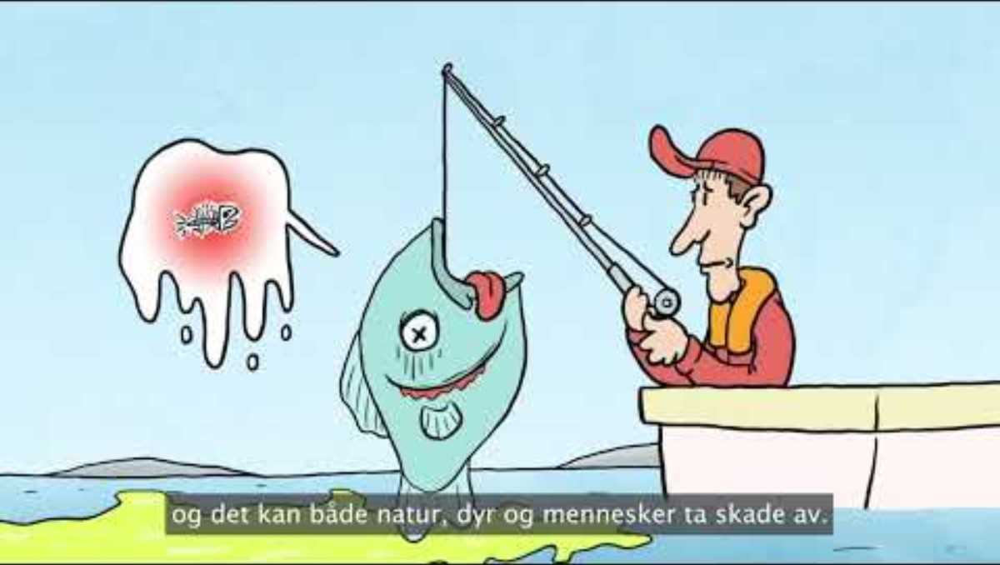 og det kan både natur, dyr og mennesker ta skade av.